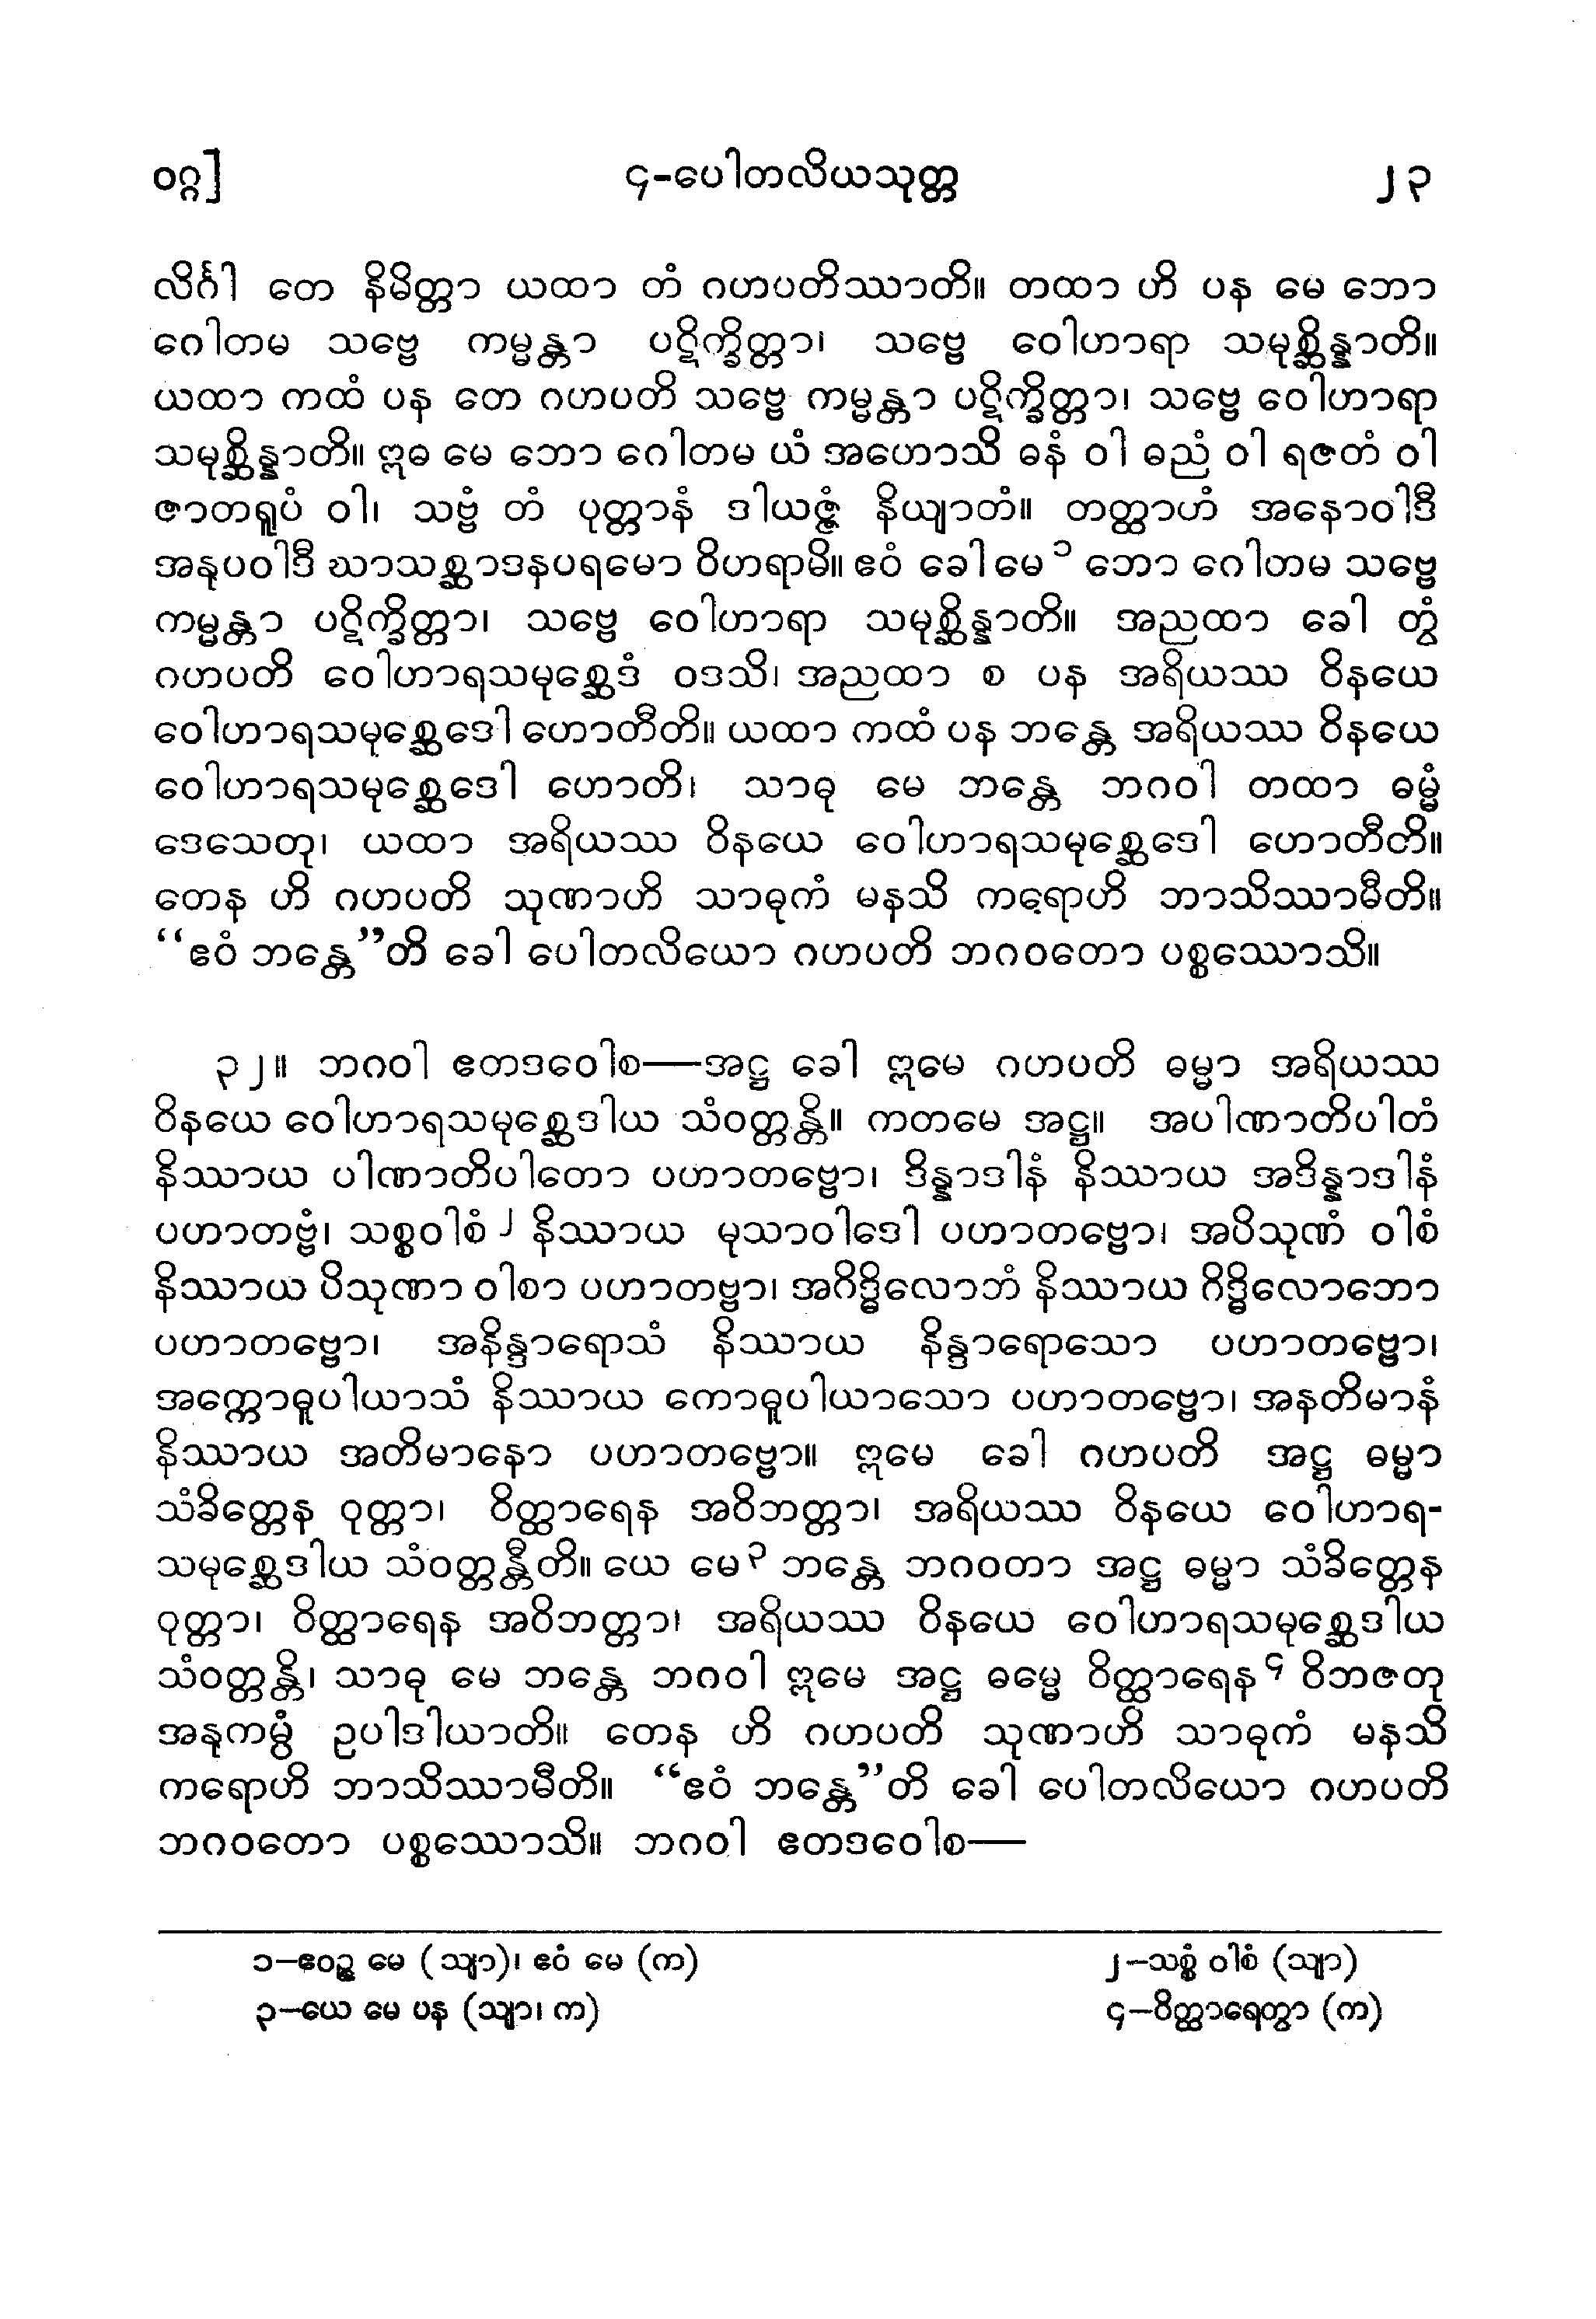 ဝဂ္ဂ] ၄-ပေါတလိယသုတ္တ ၂၃
လိင်္ဂါ တေ နိမိတ္တာ ယထာ တံ ဂဟပတိဿာတိ။ တထာ ဟိ ပန မေ ဘော
ဂေါတမ သဗ္ဗေ ကမ္မန္တာ ပဋိက္ခိတ္တာ၊ သဗ္ဗေ ဝေါဟာရာ သမုစ္ဆိန္နာတိ။
ယထာ ကထံ ပန တေ ဂဟပတိ သဗ္ဗေ ကမ္မန္တာ ပဋိက္ခိတ္တာ၊ သဗ္ဗေ ဝေါဟာရာ
သမုစ္ဆိန္နာတိ။ ဣဓ မေ ဘော ဂေါတမ ယံ အဟောသိ ဓနံ ဝါ ဓညံ ဝါ ရဇတံ ဝါ
ဇာတရူပံ ဝါ၊ သဗ္ဗံ တံ ပုတ္တာနံ ဒါယဇ္ဇံ နိယျာတံ။ တတ္ထာဟံ အနောဝါဒီ
အနုပဝါဒီ ဃာသစ္ဆာဒနပရမော ဝိဟရာမိ။ ဧဝံ ခေါ မေ ၁ ဘော ဂေါတမ သဗ္ဗေ
ကမ္မန္တာ ပဋိက္ခိတ္တာ၊ သဗ္ဗေ ဝေါဟာရာ သမုစ္ဆိန္နာတိ။ အညထာ ခေါ တွံ
ဂဟပတိ ဝေါဟာရသမုစ္ဆေဒံ ဝဒသိ၊ အညထာ စ ပန အရိယဿ ဝိနယေ
ဝေါဟာရသမုစ္ဆေဒေါ ဟောတီတိ။ ယထာ ကထံ ပန ဘန္တေ အရိယဿ ဝိနယေ
ဝေါဟာရသမုစ္ဆေဒေါ ဟောတိ၊ သာဓု မေ ဘန္တေ ဘဂဝါ တထာ ဓမ္မံ
ဒေသေတု၊ ယထာ အရိယဿ ဝိနယေ ဝေါဟာရသမုစ္ဆေဒေါ ဟောတီတိ။
တေန ဟိ ဂဟပတိ သုဏာဟိ သာဓုကံ မနသိ ကရောဟိ ဘာသိဿာမီတိ။
“ဧဝံ ဘန္တေ”တိ ခေါ ပေါတလိယော ဂဟပတိ ဘဂဝတော ပစ္စဿောသိ။
၃၂။ ဘဂဝါ ဧတဒဝေါစ—အဋ္ဌ ခေါ ဣမေ ဂဟပတိ ဓမ္မာ အရိယဿ
ဝိနယေ ဝေါဟာရသမုစ္ဆေဒါယ သံဝတ္တန္တိ။ ကတမေ အဋ္ဌ။ အပါဏာတိပါတံ
နိဿာယ ပါဏာတိပါတော ပဟာတဗ္ဗော၊ ဒိန္နာဒါနံ နိဿာယ အဒိန္နာဒါနံ
ပဟာတဗ္ဗံ၊ သစ္စဝါစံ ၂ နိဿာယ မုသာဝါဒေါ ပဟာတဗ္ဗော၊ အပိသုဏံ ဝါစံ
နိဿာယ ပိသုဏာ ဝါစာ ပဟာတဗ္ဗာ၊ အဂိဒ္ဓိလောဘံ နိဿာယ ဂိဒ္ဓိလောဘော
ပဟာတဗ္ဗော၊ အနိန္ဒာရောသံ နိဿာယ နိန္ဒာရောသော ပဟာတဗ္ဗော၊
အက္ကောဓူပါယာသံ နိဿာယ ကောဓူပါယာသော ပဟာတဗ္ဗော၊ အနတိမာနံ
နိဿာယ အတိမာနော ပဟာတဗ္ဗော။ ဣမေ ခေါ ဂဟပတိ အဋ္ဌ ဓမ္မာ
သံခိတ္တေန ဝုတ္တာ၊ ဝိတ္ထာရေန အဝိဘတ္တာ၊ အရိယဿ ဝိနယေ ဝေါဟာရ-
သမုစ္ဆေဒါယ သံဝတ္တန္တီတိ။ ယေ မေ ၃ ဘန္တေ ဘဂဝတာ အဋ္ဌ ဓမ္မာ သံခိတ္တေန
ဝုတ္တာ၊ ဝိတ္ထာရေန အဝိဘတ္တာ၊ အရိယဿ ဝိနယေ ဝေါဟာရသမုစ္ဆေဒါယ
သံဝတ္တန္တိ၊ သာဓု မေ ဘန္တေ ဘဂဝါ ဣမေ အဋ္ဌ ဓမ္မေ ဝိတ္ထာရေန ၄ ဝိဘဇတု
အနုကမ္ပံ ဥပါဒါယာတိ။ တေန ဟိ ဂဟပတိ သုဏာဟိ သာဓုကံ မနသိ
ကရောဟိ ဘာသိဿာမီတိ။ “ဧဝံ ဘန္တေ”တိ ခေါ ပေါတလိယော ဂဟပတိ
ဘဂဝတော ပစ္စဿောသိ။ ဘဂဝါ ဧတဒဝေါစ—
၁—ဧဝဉ္စ မေ (သျာ)၊ ဧဝံ မေ (က) ၂—သစ္စံ ဝါစံ (သျာ)
၃—ယေ မေ ပန (သျာ၊ က) ၄—ဝိတ္ထာရေတွာ (က)